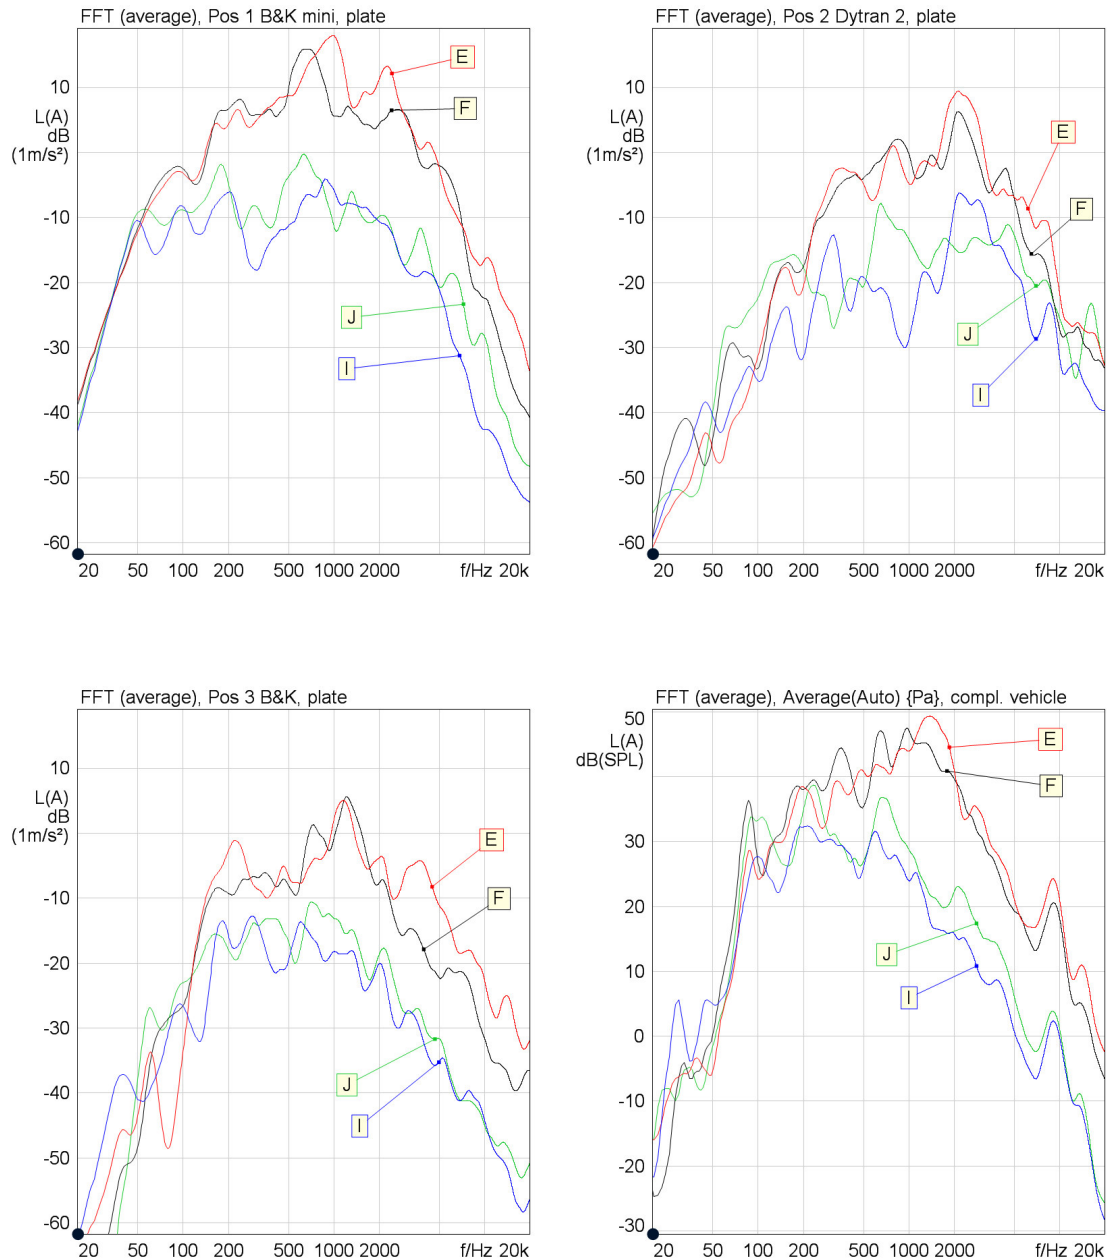 FFT (average), Pos 1 B&K mini, plate
10
L(A)
dB
(1m/s²)
-10
-20
-30
-40
-50
-60
20 50 100 200 500 1000 2000 f/Hz 20k
E
F
J
I
FFT (average), Pos 2 Dytran 2, plate
10
L(A)
dB
(1m/s²)
-10
-20
-30
-40
-50
-60
20 50 100 200 500 1000 2000 f/Hz 20k
E
F
J
I
FFT (average), Pos 3 B&K, plate
10
L(A)
dB
(1m/s²)
-10
-20
-30
-40
-50
-60
20 50 100 200 500 1000 2000 f/Hz 20k
E
F
J
I
FFT (average), Average(Auto) {Pa}, compl. vehicle
50
L(A)
dB(SPL)
30
20
10
0
-10
-20
-30
20 50 100 200 500 1000 2000 f/Hz 20k
E
F
J
I